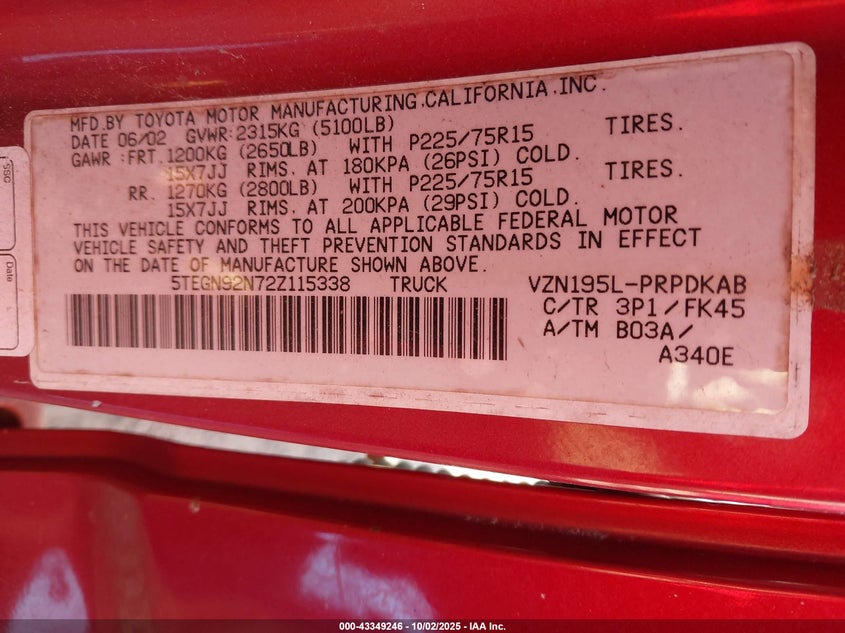 SSC
Date
MFD.BY TOYOTA MOTOR MANUFACTURING,CALIFORNIA,INC.
DATE 06/02 GVWR:2315KG (5100LB)
GAWR :FRT.1200KG (2650LB) WITH P225/75R15 TIRES.
15X7JJ RIMS. AT 180KPA (26PSI) COLD.
RR. 1270KG (2800LB) WITH P225/75R15 TIRES.
15X7JJ RIMS. AT 200KPA (29PSI) COLD.
THIS VEHICLE CONFORMS TO ALL APPLICABLE FEDERAL MOTOR
VEHICLE SAFETY AND THEFT PREVENTION STANDARDS IN EFFECT
ON THE DATE OF MANUFACTURE SHOWN ABOVE.
5TEGN92N72Z115338 TRUCK VZN195L-PRPDKAB
C/TR 3P1/FK45
A/TM B03A/
A340E
000-43349246 - 10/02/2025 - IAA Inc.